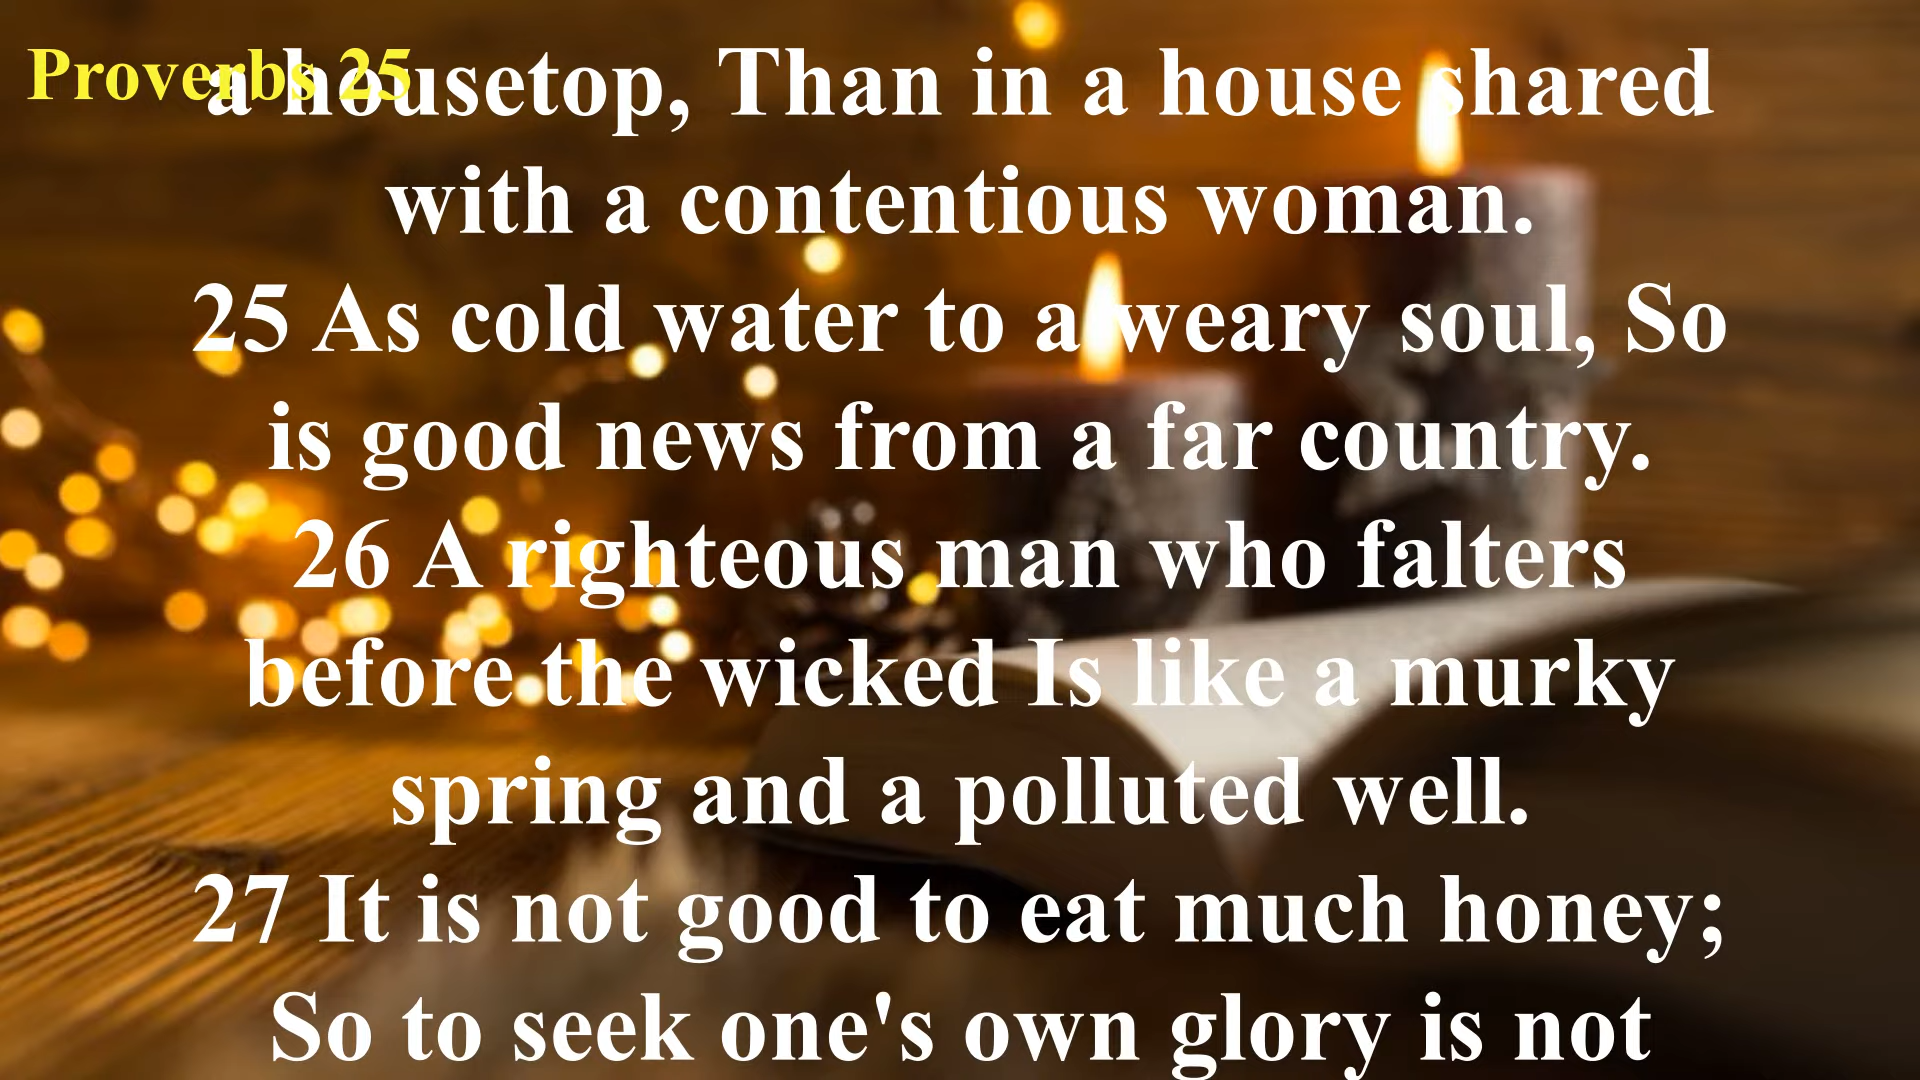 Proverbs 25
a housetop, Than in a house shared
with a contentious woman.
25 As cold water to a weary soul, So
is good news from a far country.
26 A righteous man who falters
before the wicked Is like a murky
spring and a polluted well.
27 It is not good to eat much honey;
So to seek one's own glory is not